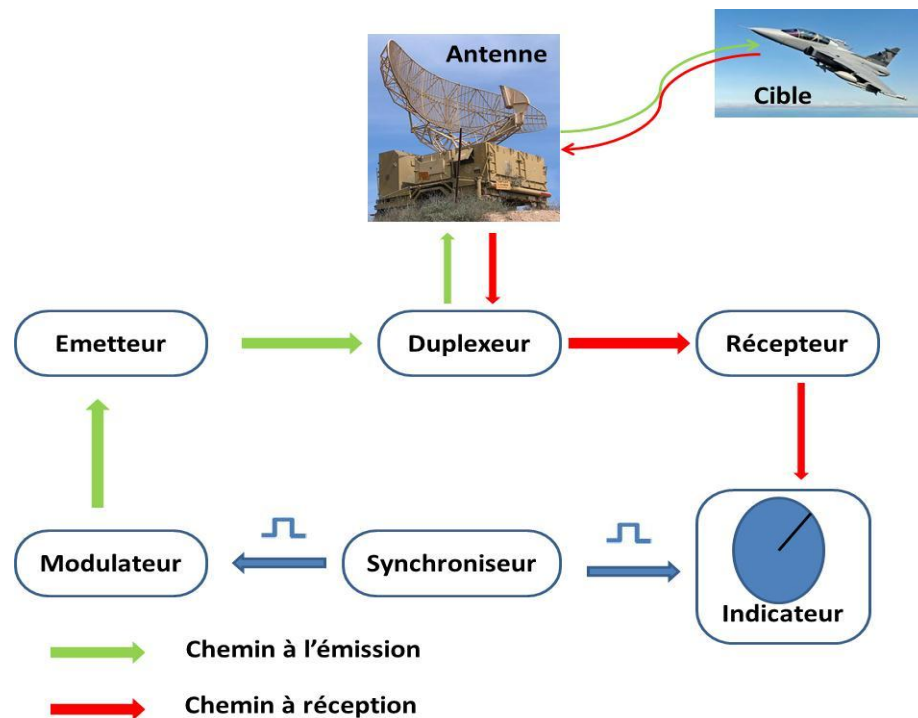 Antenne
Cible
Emetteur
Duplexeur
Récepteur
Modulateur
Synchroniseur
Indicateur
Chemin à l'émission
Chemin à réception